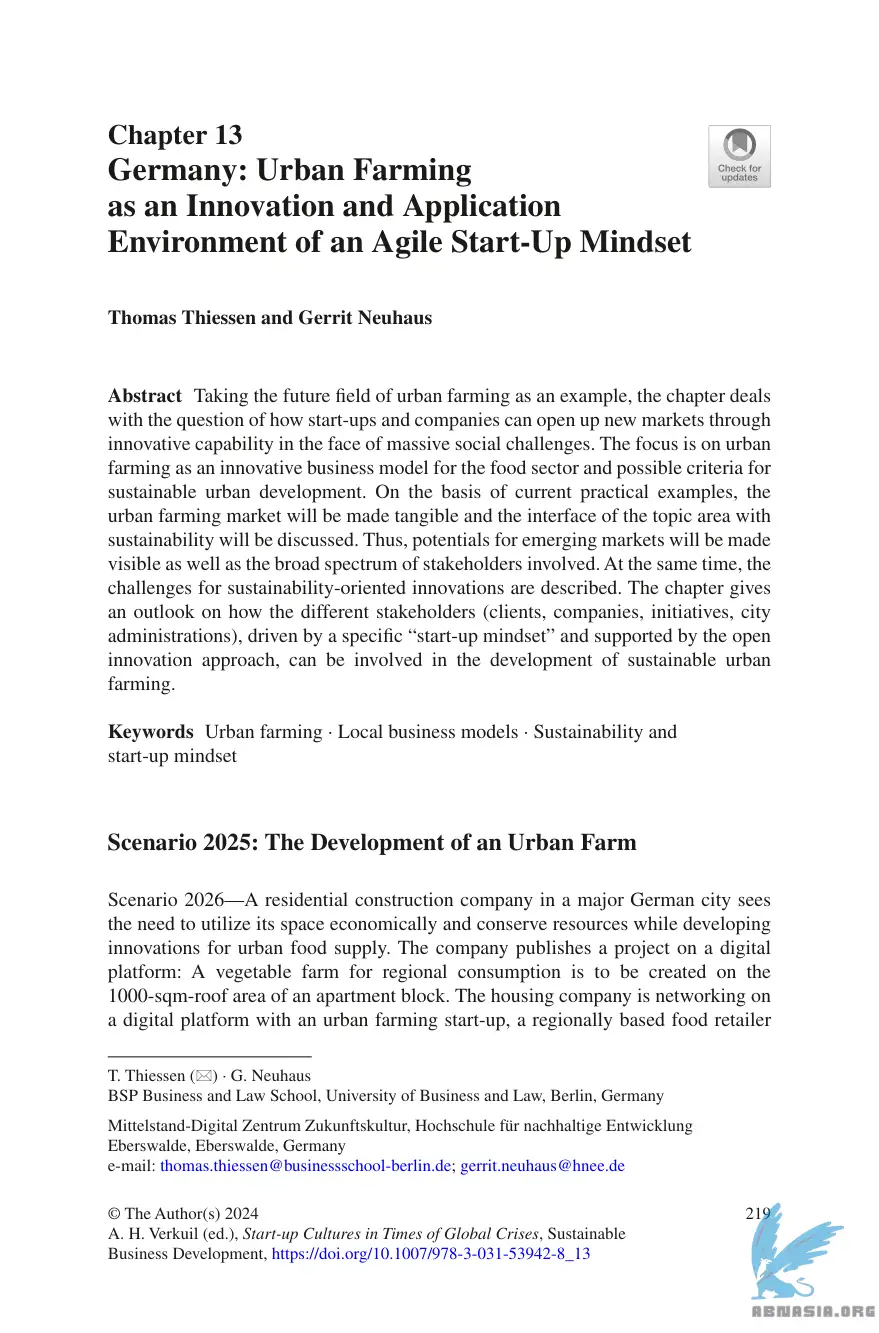 Chapter 13
Germany: Urban Farming
as an Innovation and Application
Environment of an Agile Start-Up Mindset
Check for
updates
Thomas Thiessen and Gerrit Neuhaus
Abstract Taking the future field of urban farming as an example, the chapter deals
with the question of how start-ups and companies can open up new markets through
innovative capability in the face of massive social challenges. The focus is on urban
farming as an innovative business model for the food sector and possible criteria for
sustainable urban development. On the basis of current practical examples, the
urban farming market will be made tangible and the interface of the topic area with
sustainability will be discussed. Thus, potentials for emerging markets will be made
visible as well as the broad spectrum of stakeholders involved. At the same time, the
challenges for sustainability-oriented innovations are described. The chapter gives
an outlook on how the different stakeholders (clients, companies, initiatives, city
administrations), driven by a specific “start-up mindset” and supported by the open
innovation approach, can be involved in the development of sustainable urban
farming.
Keywords Urban farming · Local business models · Sustainability and
start-up mindset
Scenario 2025: The Development of an Urban Farm
Scenario 2026—A residential construction company in a major German city sees
the need to utilize its space economically and conserve resources while developing
innovations for urban food supply. The company publishes a project on a digital
platform: A vegetable farm for regional consumption is to be created on the
1000-sqm-roof area of an apartment block. The housing company is networking on
a digital platform with an urban farming start-up, a regionally based food retailer
T. Thiessen (✉) · G. Neuhaus
BSP Business and Law School, University of Business and Law, Berlin, Germany
Mittelstand-Digital Zentrum Zukunftskultur, Hochschule für nachhaltige Entwicklung
Eberswalde, Eberswalde, Germany
e-mail: thomas.thiessen@businessschool-berlin.de; gerrit.neuhaus@hnee.de
© The Author(s) 2024 219
A. H. Verkuil (ed.), Start-up Cultures in Times of Global Crises, Sustainable
Business Development, https://doi.org/10.1007/978-3-031-53942-8_13
ABNASIA.ORG